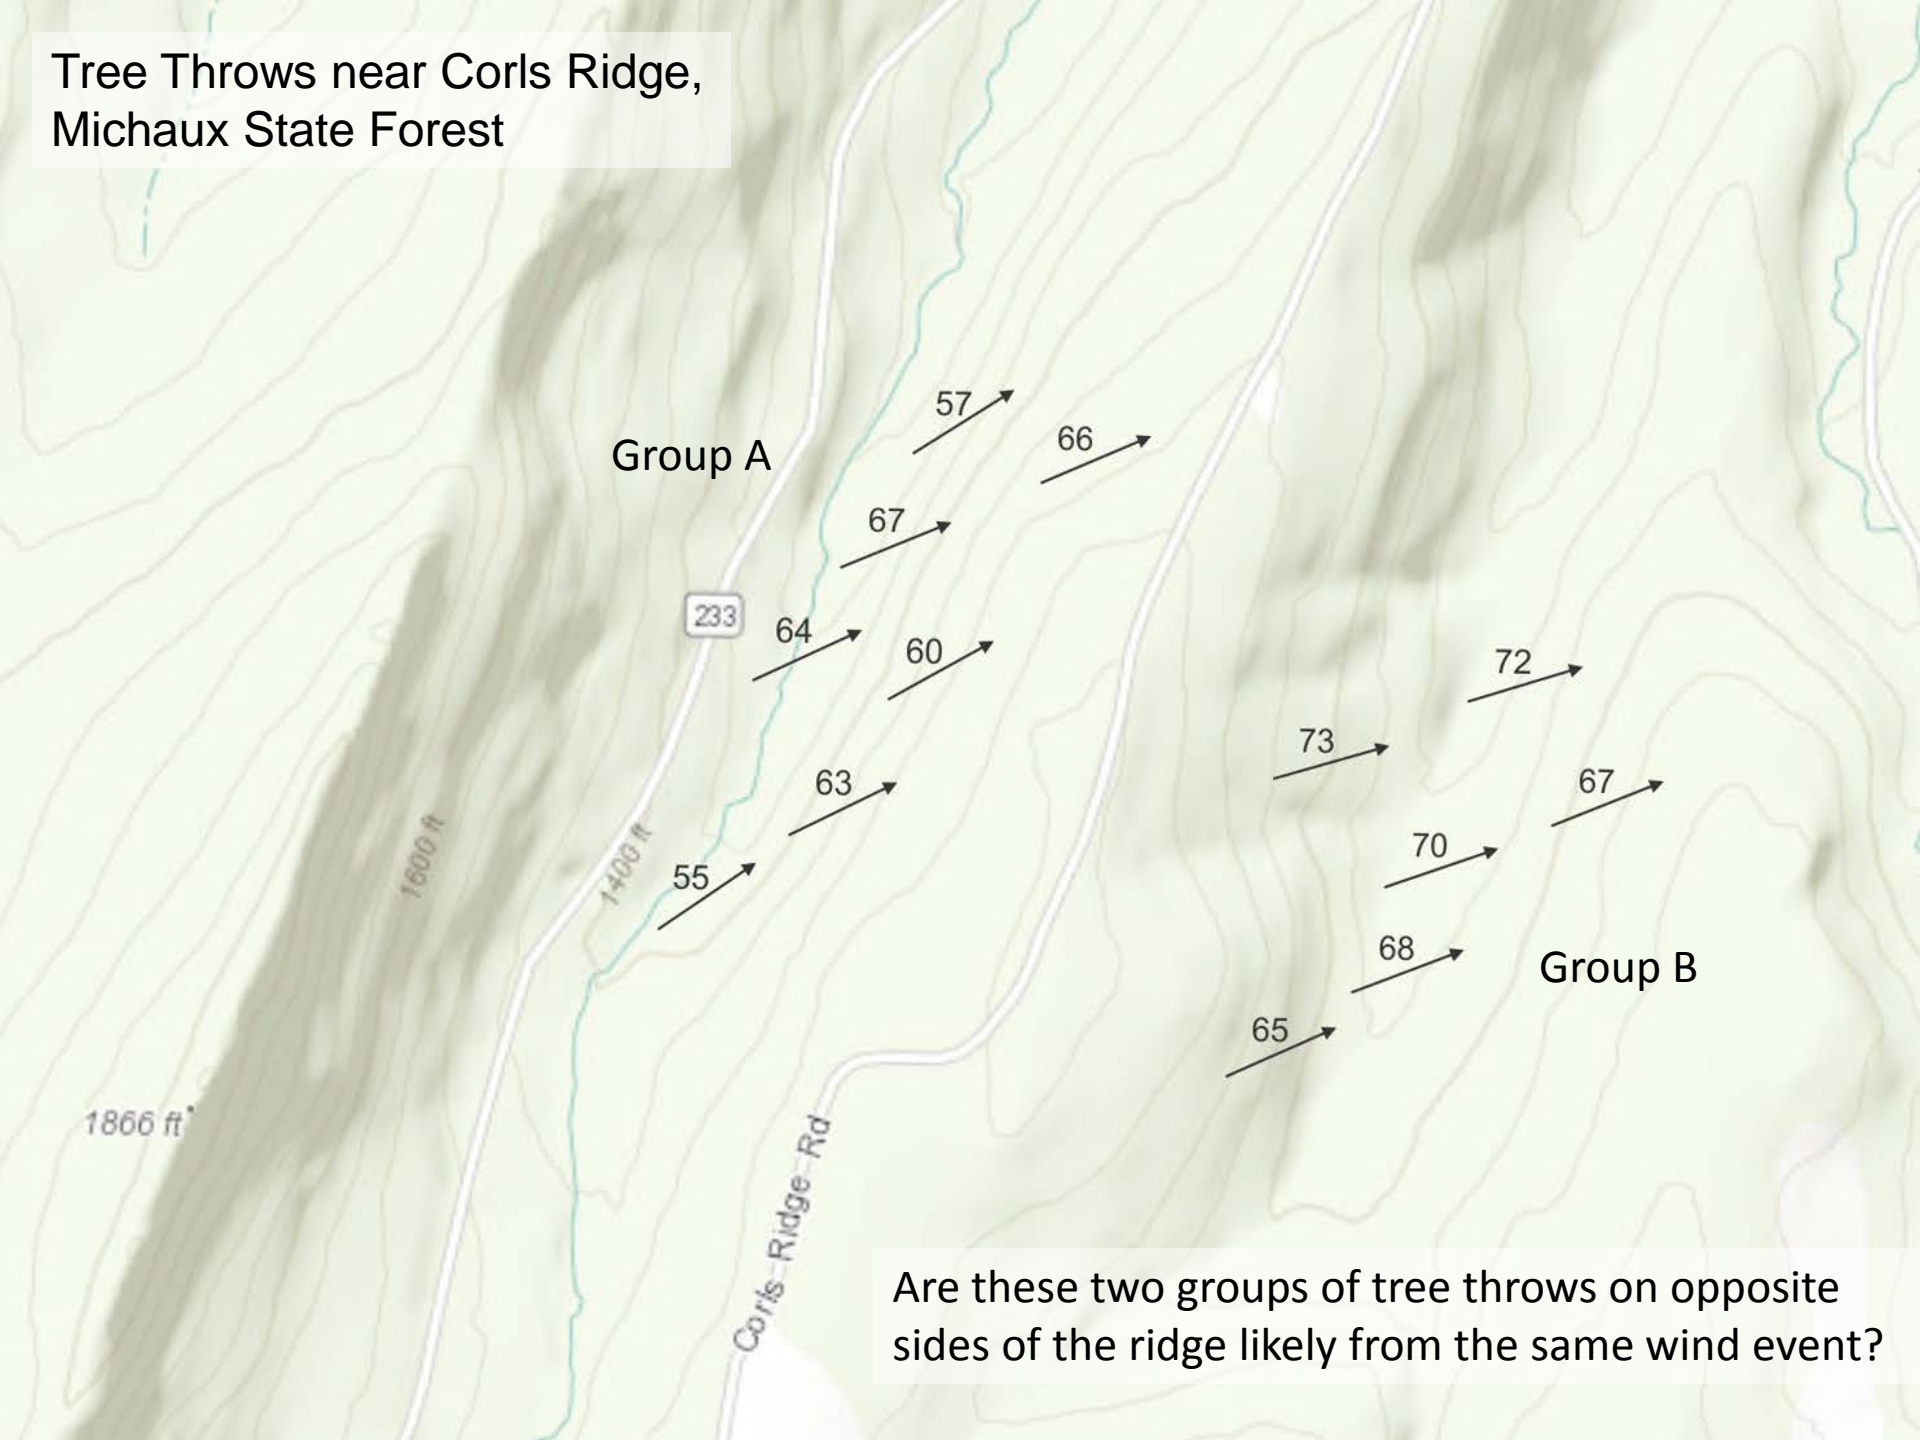 Tree Throws near Corls Ridge,
Michaux State Forest
57
66
Group A
67
233
64
60
72
73
63
67
1600 ft
1400 ft
70
55
68
Group B
65
1866 ft
Corls Ridge Rd
Are these two groups of tree throws on opposite
sides of the ridge likely from the same wind event?